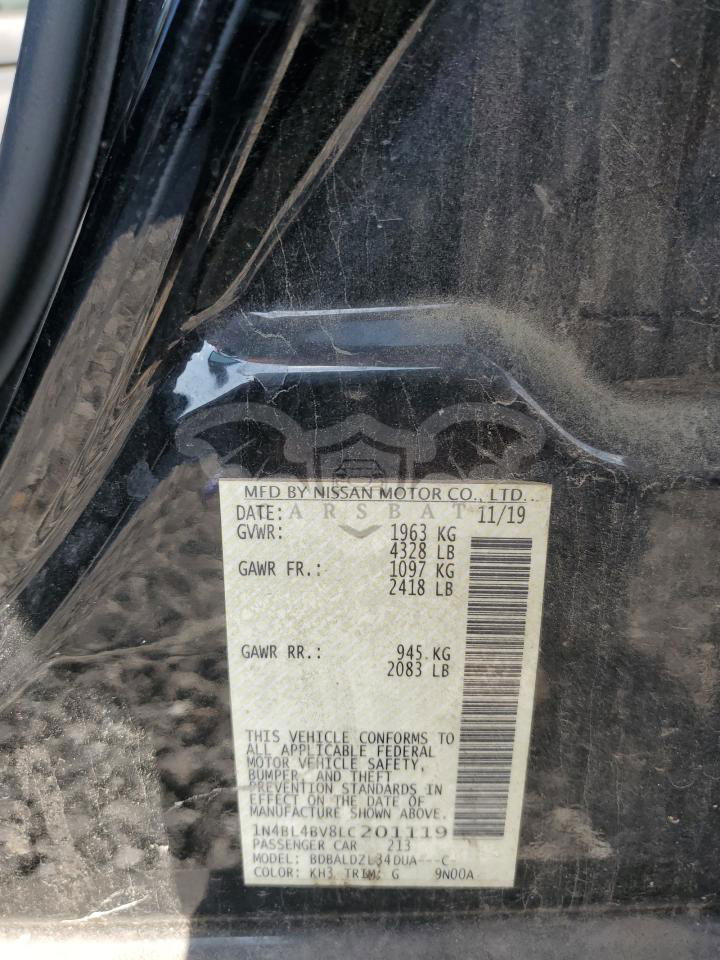 MFD BY NISSAN MOTOR CO., LTD...
DATE: 11/19
ARSBAT
GVWR: 1963 KG
4328 LB
GAWR FR.: 1097 KG
2418 LB
GAWR RR.: 945 KG
2083 LB
THIS VEHICLE CONFORMS TO
ALL APPLICABLE FEDERAL
MOTOR VEHICLE SAFETY,
BUMPER, AND THEFT
PREVENTION STANDARDS IN
EFFECT ON THE DATE OF
MANUFACTURE SHOWN ABOVE.
1N4BL4BV8LC201119
PASSENGER CAR 213
MODEL: BDBALDZL34DUA---C-
COLOR: KH3 TRIM: G 9N00A